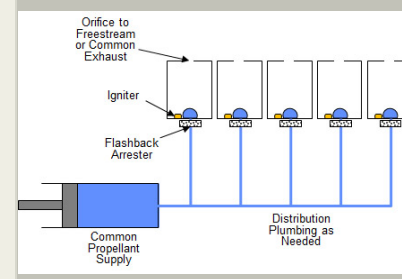 Orifice to
Freestream
or Common
Exhaust
Igniter
Flashback
Arrester
Common
Propellant
Supply
Distribution
Plumbing as
Needed